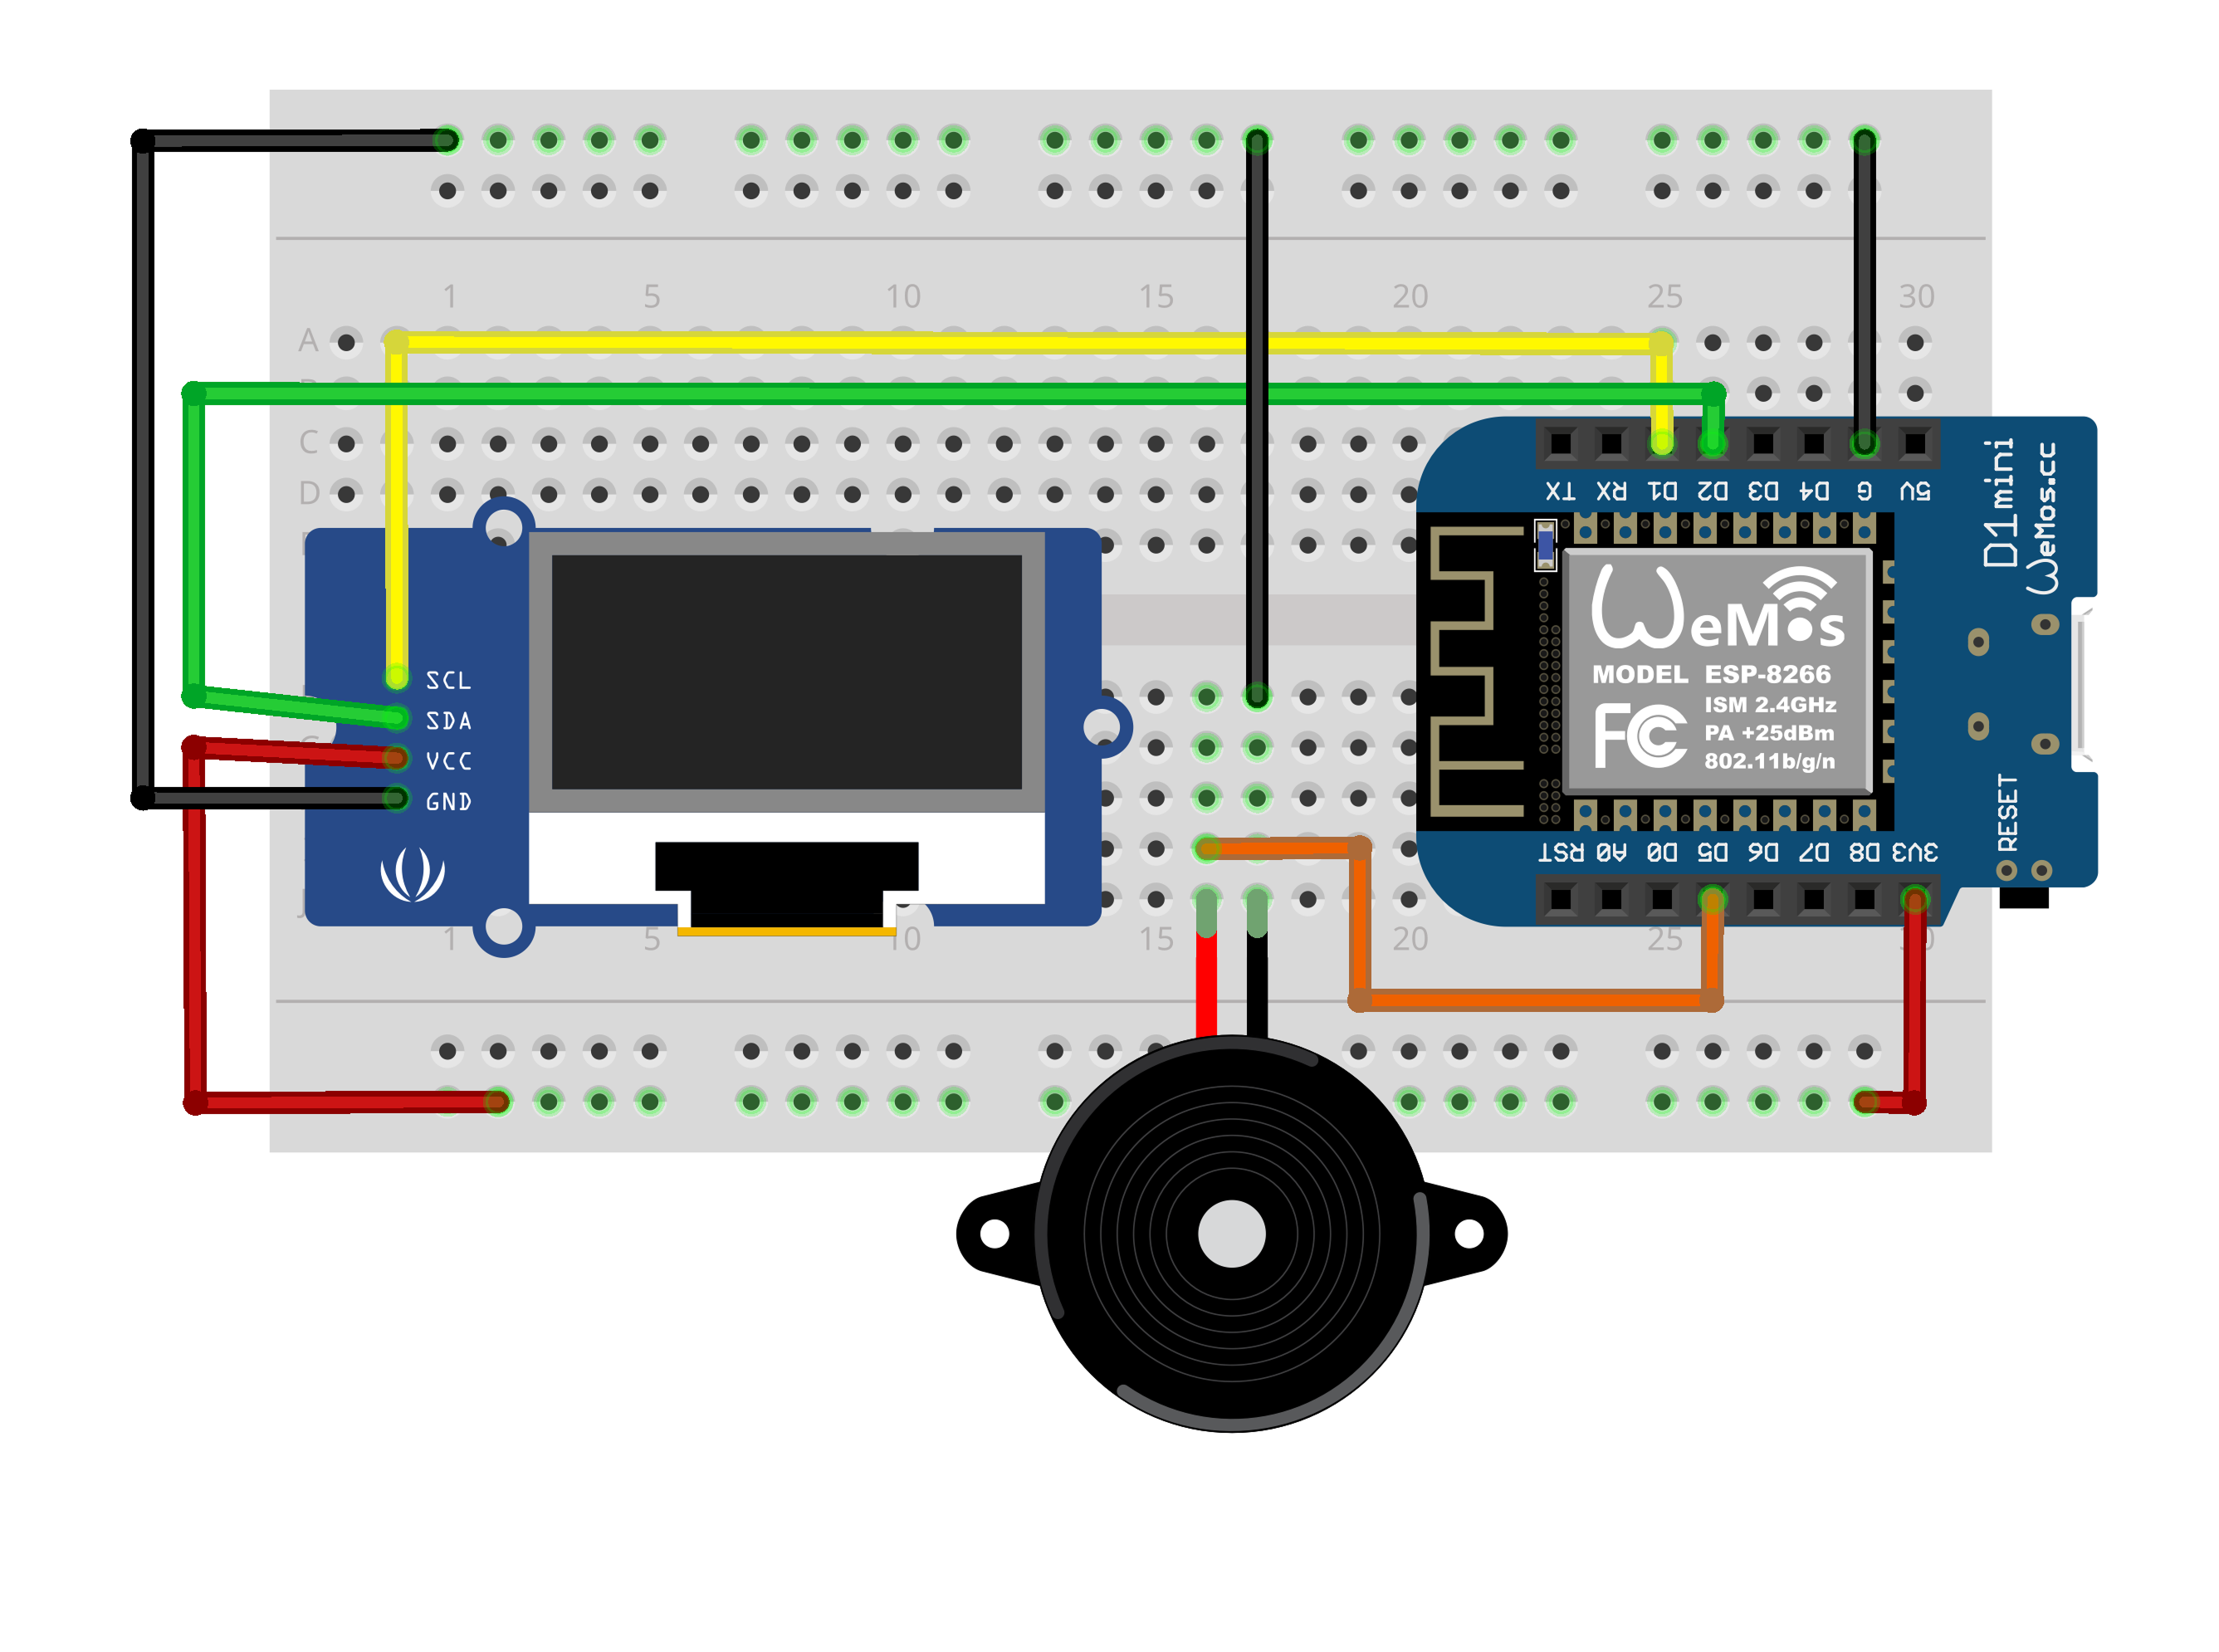 1 5 10 15 20 25 30
A
C
D
TX RX D1 D2 D3 D4 G 5V
D1 mini
WeMos.cc
WeMos
MODEL ESP-8266
ISM 2.4GHz
PA +25dBm
802.11b/g/n
FC
SCL
SDA
VCC
GND
RST A0 D0 D5 D6 D7 D8 3V3
RESET
J
1 5 10 15 20 25